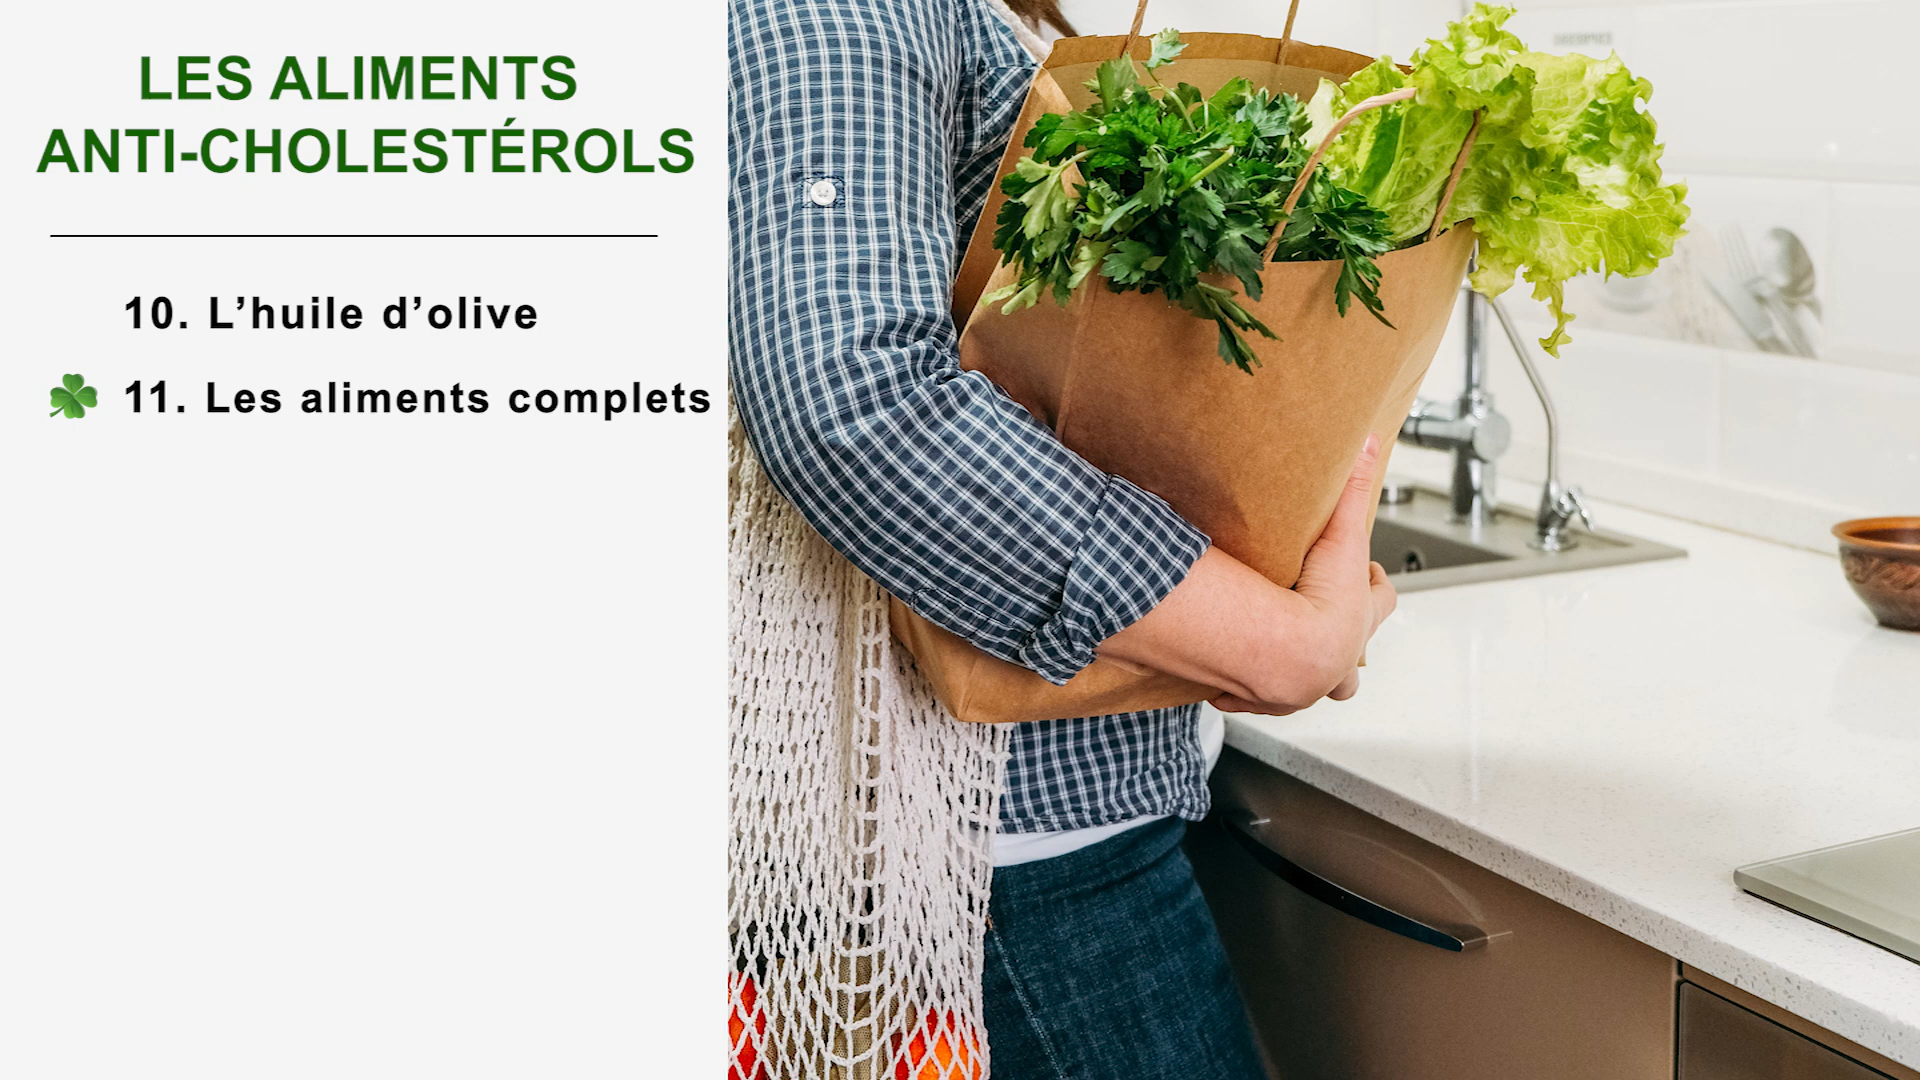 LES ALIMENTS
ANTI-CHOLESTÉROLS
10. L’huile d’olive
11. Les aliments complets